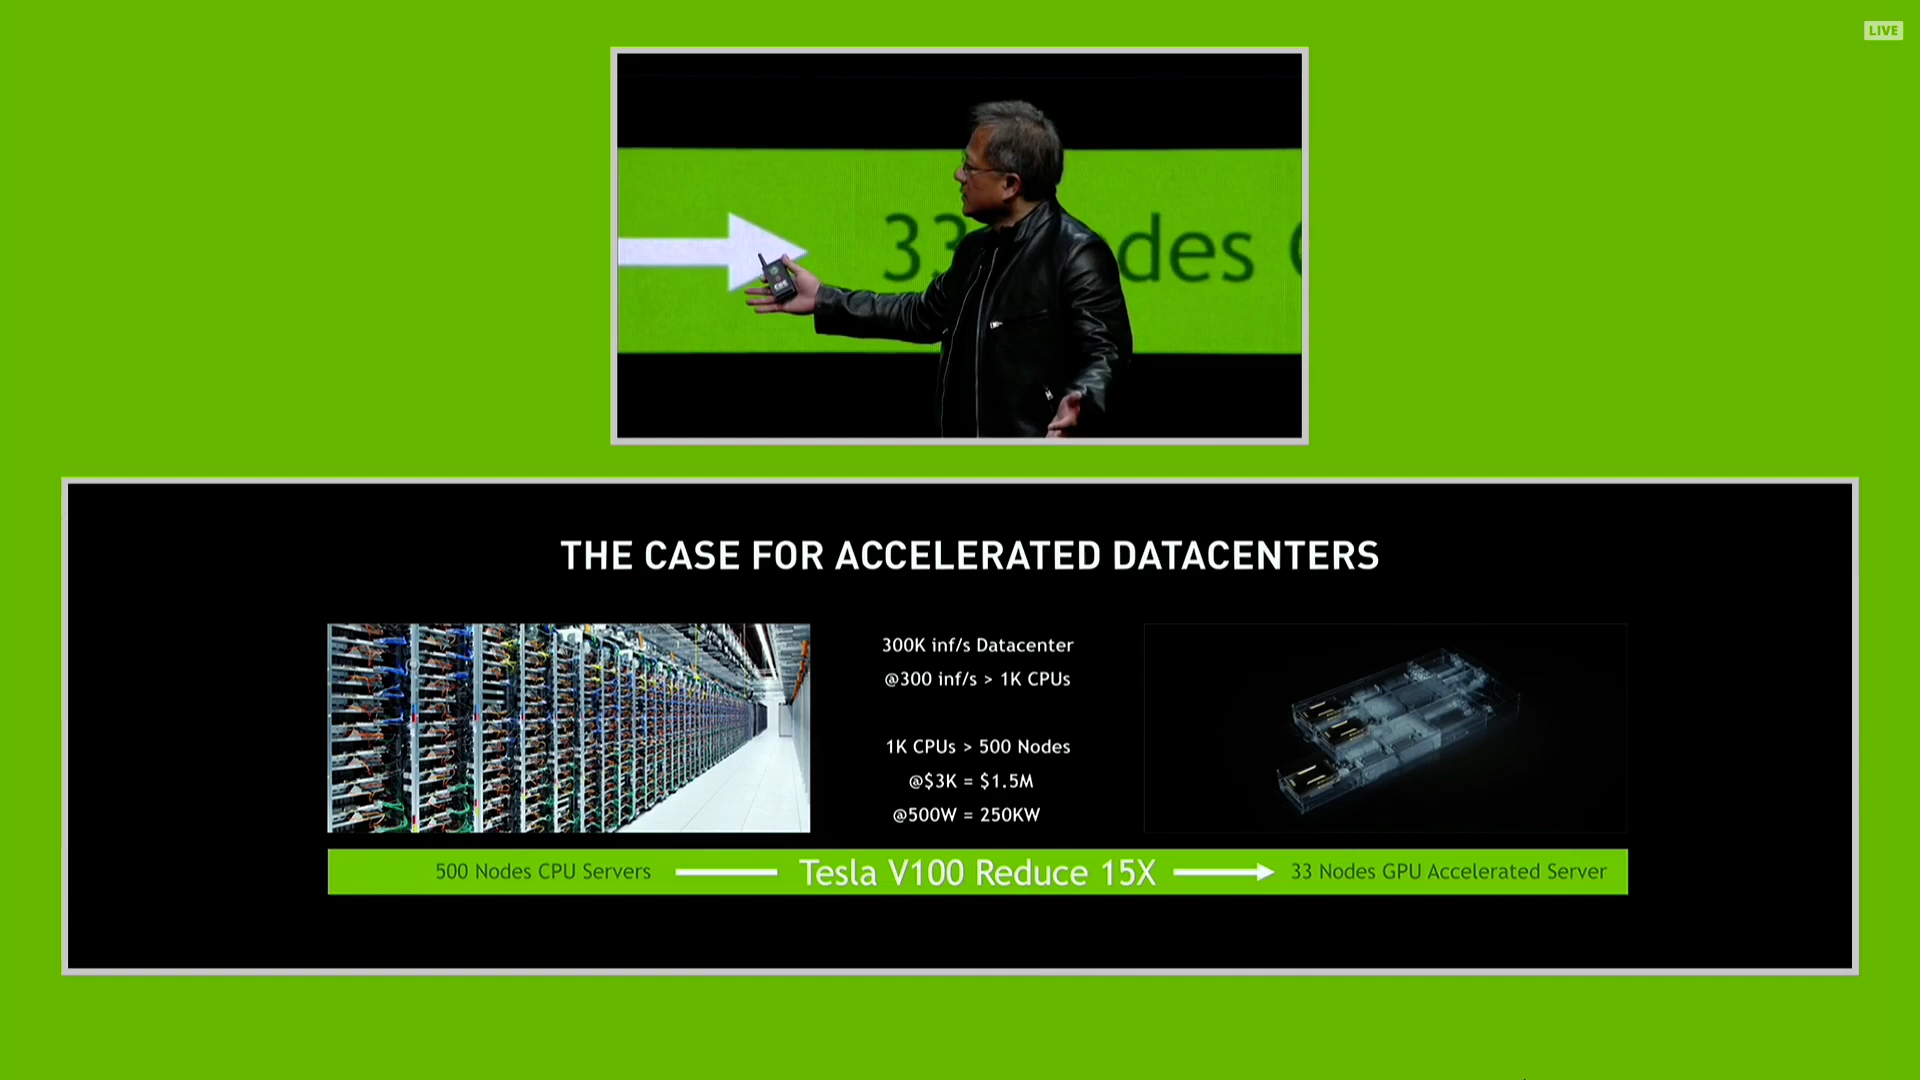 LIVE
33 odes
THE CASE FOR ACCELERATED DATACENTERS
300K inf/s Datacenter
@300 inf/s > 1K CPUs
1K CPUs > 500 Nodes
@$3K = $1.5M
@500W = 250KW
500 Nodes CPU Servers
Tesla V100 Reduce 15X
33 Nodes GPU Accelerated Server